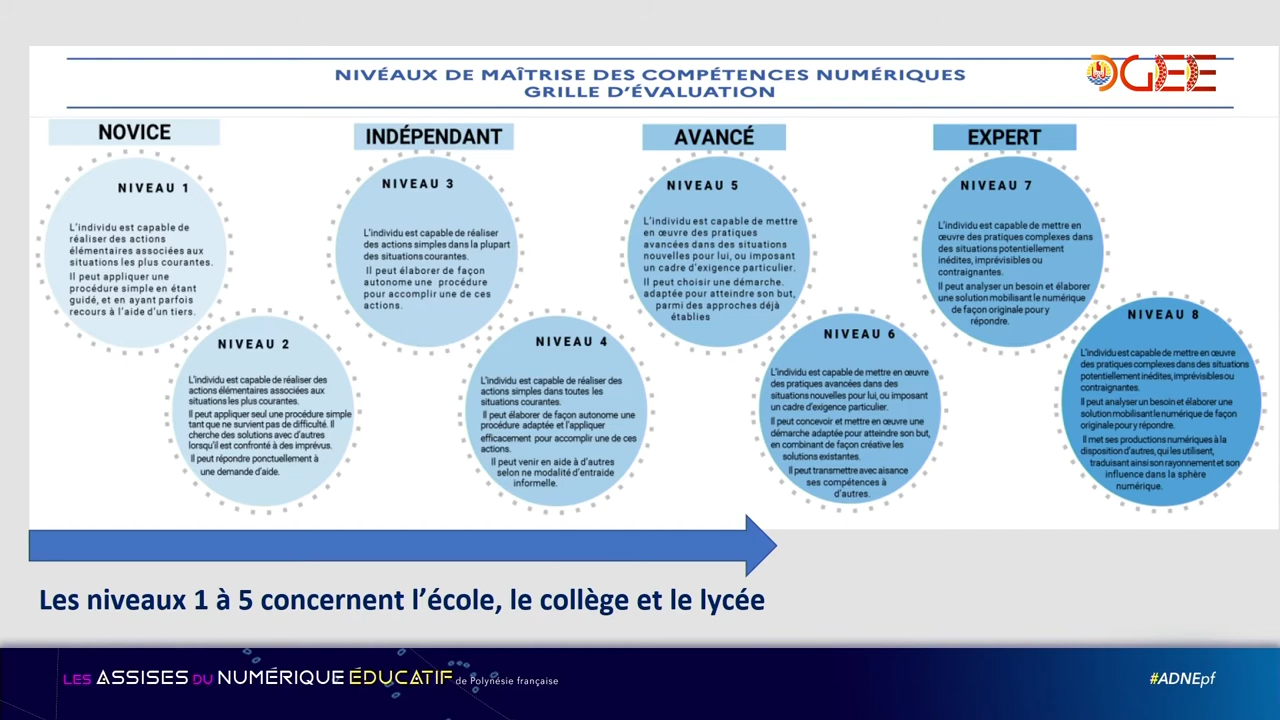 NIVÉAUX DE MAÎTRISE DES COMPÉTENCES NUMÉRIQUES
GRILLE D'ÉVALUATION
DGEE
NOVICE
NIVEAU 1
L'individu est capable de
réaliser des actions
élémentaires associées aux
situations les plus courantes.
Il peut appliquer une
procédure simple en étant
guidé, et en ayant parfois
recours à l'aide d'un tiers.
NIVEAU 2
L'individu est capable de réaliser des
actions élémentaires associées aux
situations les plus courantes.
Il peut appliquer seul une procédure simple
tant que ne survient pas de difficulté. Il
cherche des solutions avec d'autres
lorsqu'il est confronté à des imprévus.
Il peut répondre ponctuellement à
une demande d'aide.
INDÉPENDANT
NIVEAU 3
L'individu est capable de réaliser
des actions simples dans la plupart
des situations courantes.
Il peut élaborer de façon
autonome une procédure
pour accomplir une de ces
actions.
NIVEAU 4
L'individu est capable de réaliser des
actions simples dans toutes les
situations courantes.
Il peut élaborer de façon autonome une
procédure adaptée et l'appliquer
efficacement pour accomplir une de ces
actions.
Il peut venir en aide à d'autres
selon ne modalité d'entraide
informelle.
AVANCÉ
NIVEAU 5
L'individu est capable de mettre
en œuvre des pratiques
avancées dans des situations
nouvelles pour lui, ou imposant
un cadre d'exigence particulier.
Il peut choisir une démarche.
adaptée pour atteindre son but,
parmi des approches déjà
établies
NIVEAU 6
L'individu est capable de mettre en œuvre
des pratiques avancées dans des
situations nouvelles pour lui, ou imposant
un cadre d'exigence particulier.
Il peut concevoir et mettre en œuvre une
démarche adaptée pour atteindre son but,
en combinant de façon créative les
solutions existantes.
Il peut transmettre avec aisance
ses compétences à
d'autres.
EXPERT
NIVEAU 7
L'individu est capable de mettre en
œuvre des pratiques complexes dans
des situations potentiellement
inédites, imprévisibles ou
contraignantes.
Il peut analyser un besoin et élaborer
une solution mobilisant le numérique
de façon originale pour y
répondre.
NIVEAU 8
L'individu est capable de mettre en œuvre
des pratiques complexes dans des situations
potentiellement inédites, imprévisibles ou
contraignantes.
Il peut analyser un besoin et élaborer une
solution mobilisant le numérique de façon
originale pour y répondre.
Il met ses productions numériques à la
disposition d'autres, qui les utilisent,
traduisant ainsi son rayonnement et son
influence dans la sphère
numérique.
Les niveaux 1 à 5 concernent l'école, le collège et le lycée
LES ASSISES DU NUMÉRIQUE ÉDUCATIF de Polynésie française
#ADNEpf